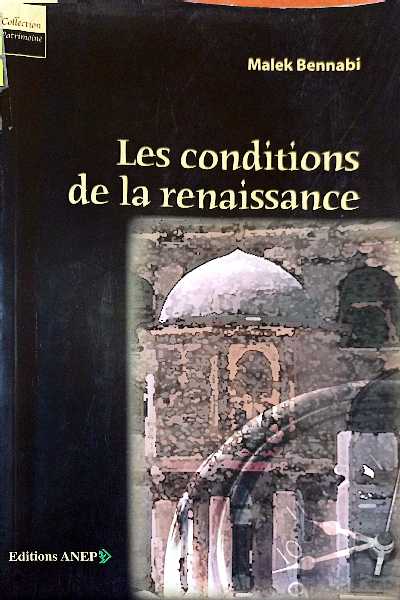 Collection
Patrimoine
Malek Bennabi
Les conditions
de la renaissance
Editions ANEP